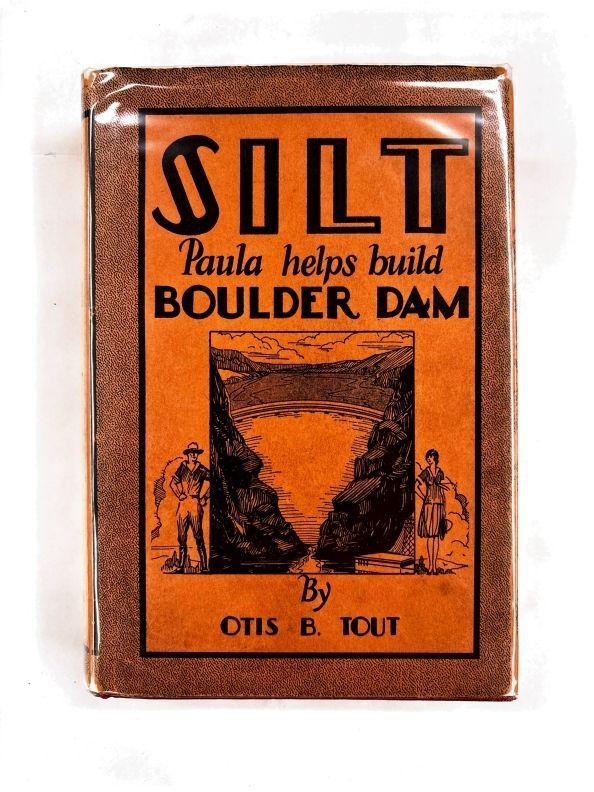 SILT
Paula helps build
BOULDER DAM
By
OTIS B. TOUT